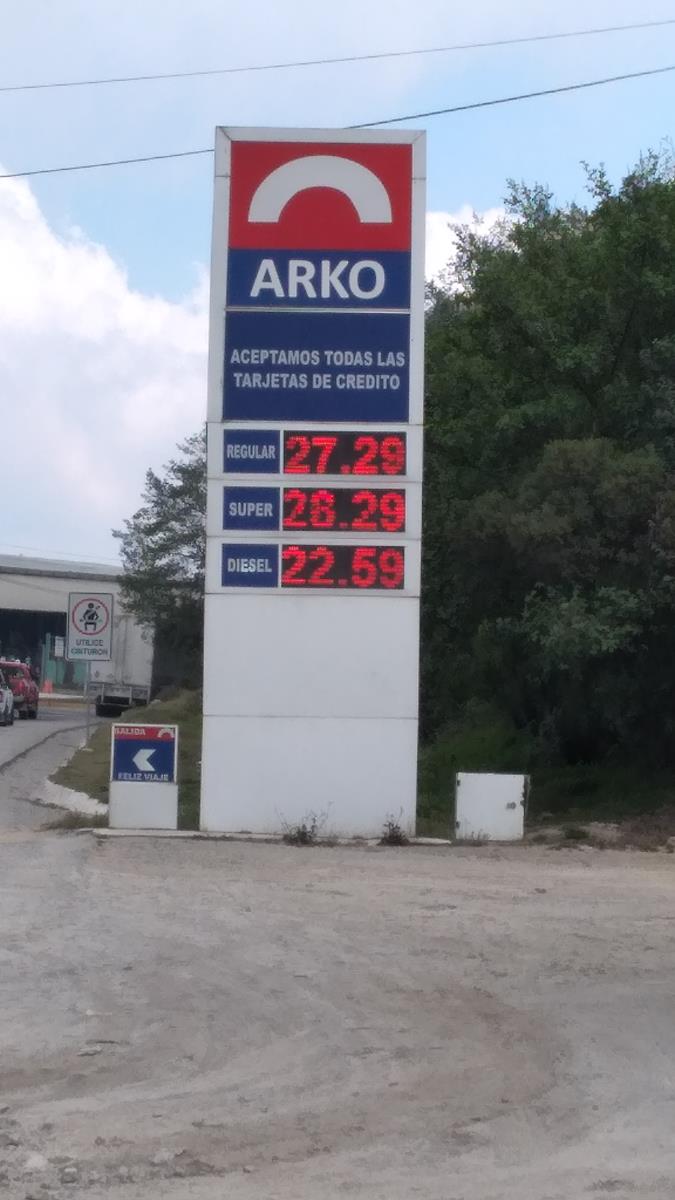 ARKO
ACEPTAMOS TODAS LAS
TARJETAS DE CREDITO
REGULAR 27.29
SUPER 28.29
DIESEL 22.59
UTILICE
CINTURON
SALIDA
FELIZ VIAJE